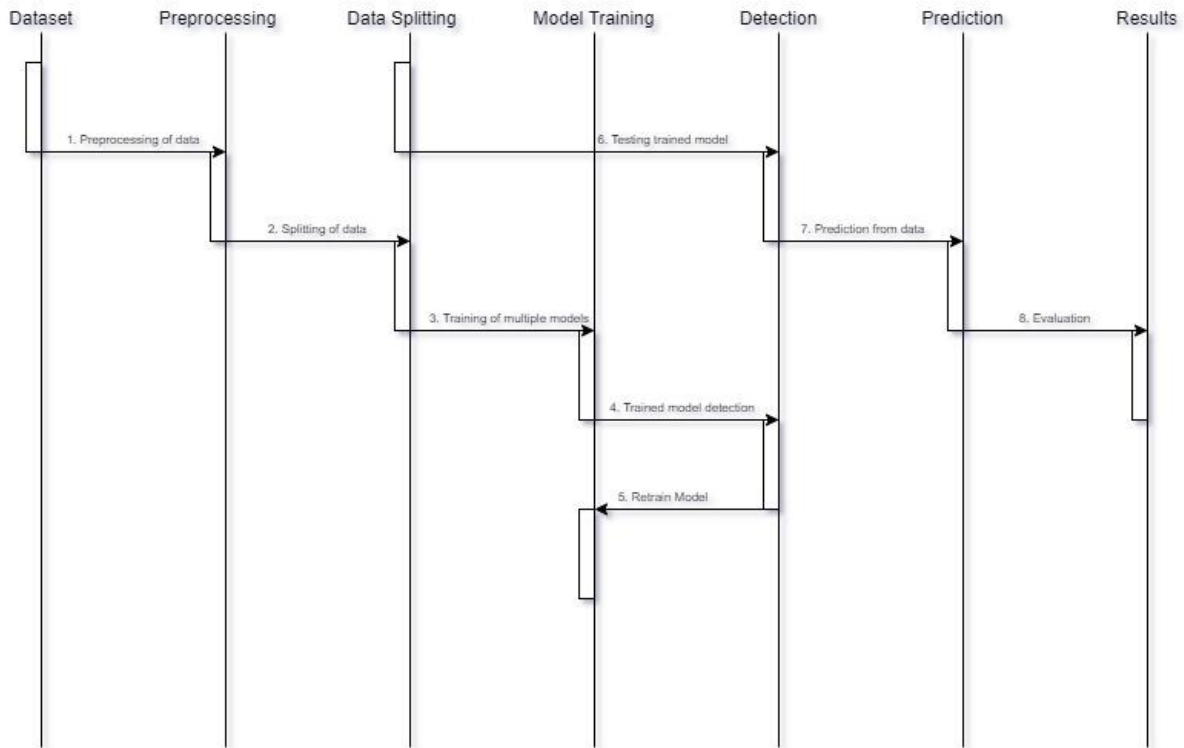 Dataset
Preprocessing
Data Splitting
Model Training
Detection
Prediction
Results
1. Preprocessing of data
6. Testing trained model
2. Splitting of data
7. Prediction from data
3. Training of multiple models
8. Evaluation
4. Trained model detection
5. Retrain Model